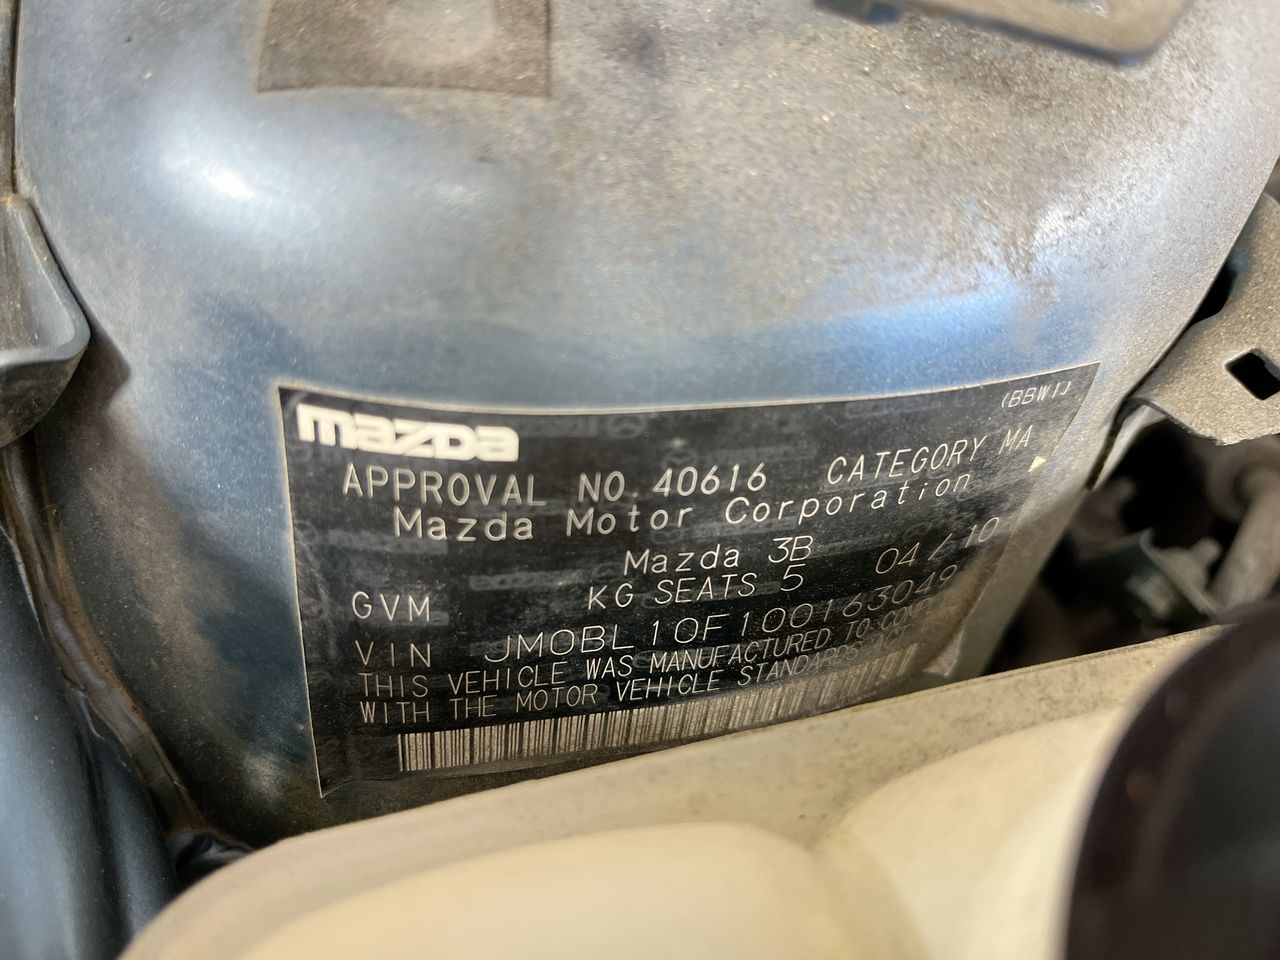 mazda
(BBW1)
APPROVAL NO. 40616 CATEGORY MA
Mazda Motor Corporation
Mazda 3B
GVM KG SEATS 5 04 / 10
VIN JM0BL10F100163049
THIS VEHICLE WAS MANUFACTURED TO
WITH THE MOTOR VEHICLE STANDARDS